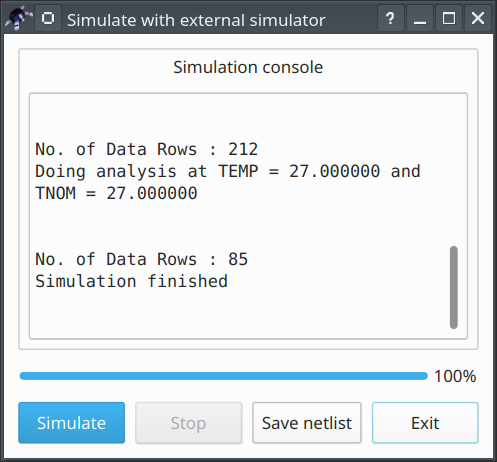 Simulate with external simulator
Simulation console
No. of Data Rows : 212
Doing analysis at TEMP = 27.000000 and
TNOM = 27.000000
No. of Data Rows : 85
Simulation finished
100%
Simulate
Stop
Save netlist
Exit